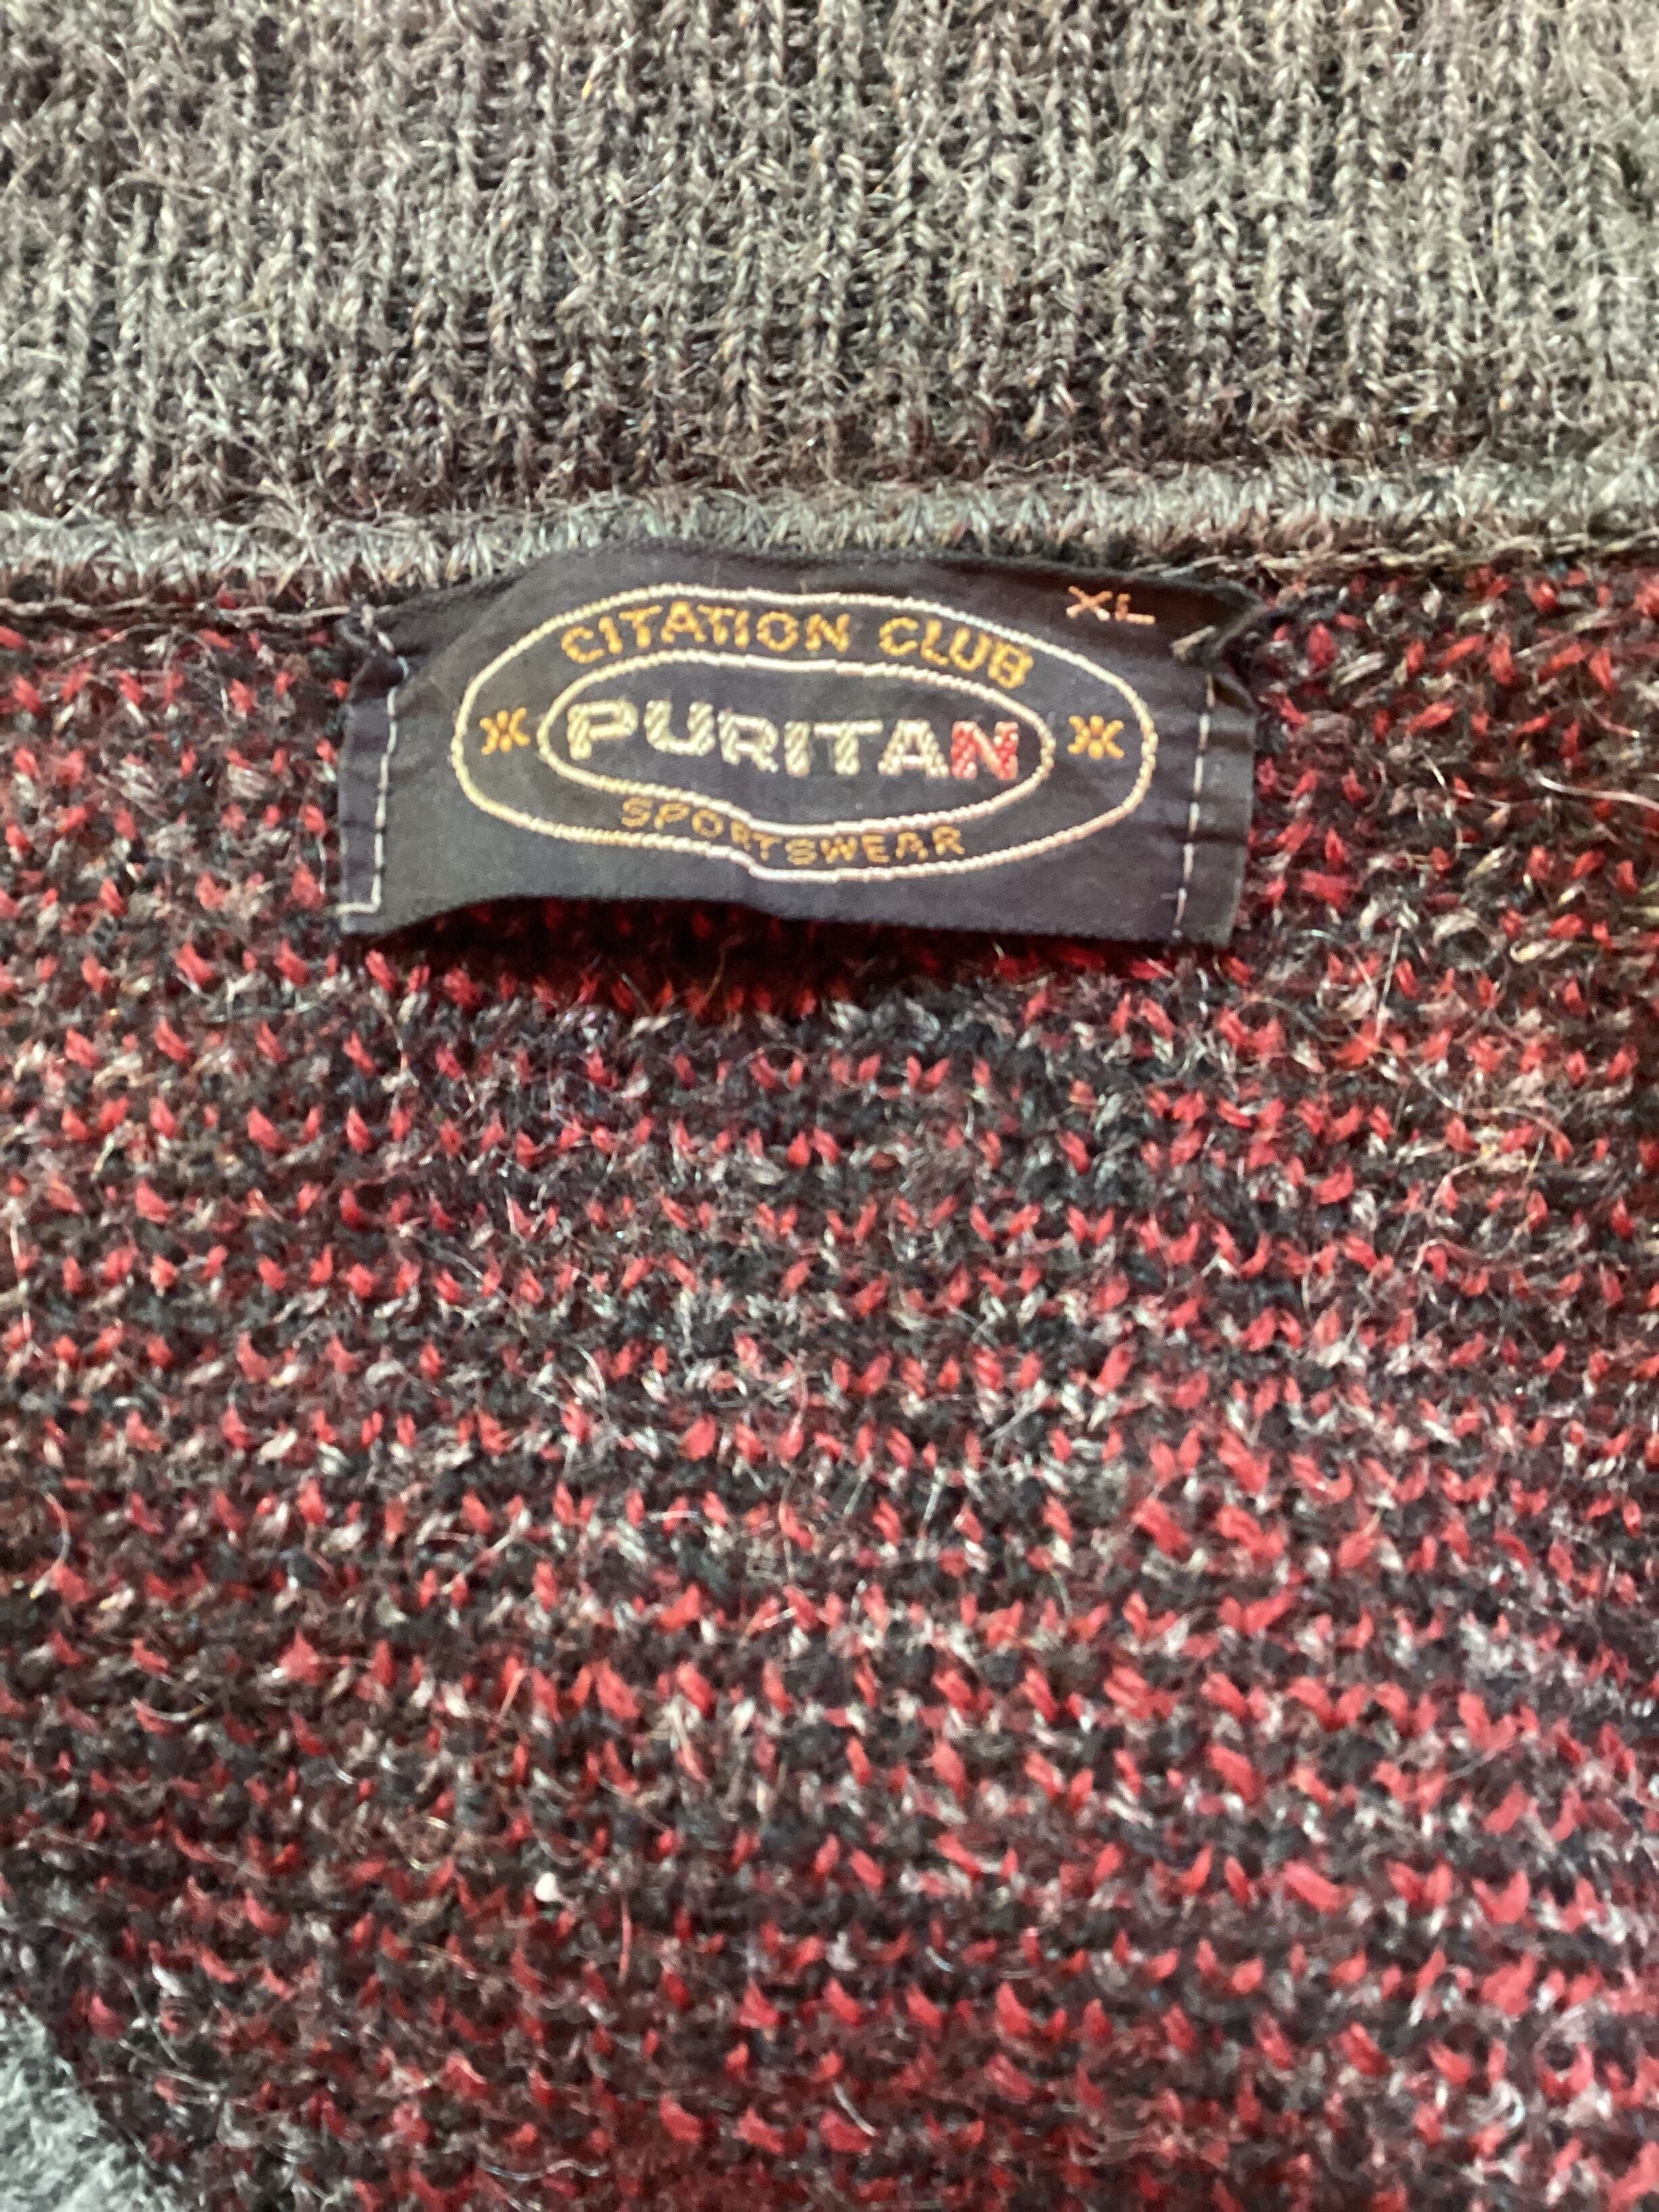 XL
CITATION CLUB
PURITAN
SPORTSWEAR